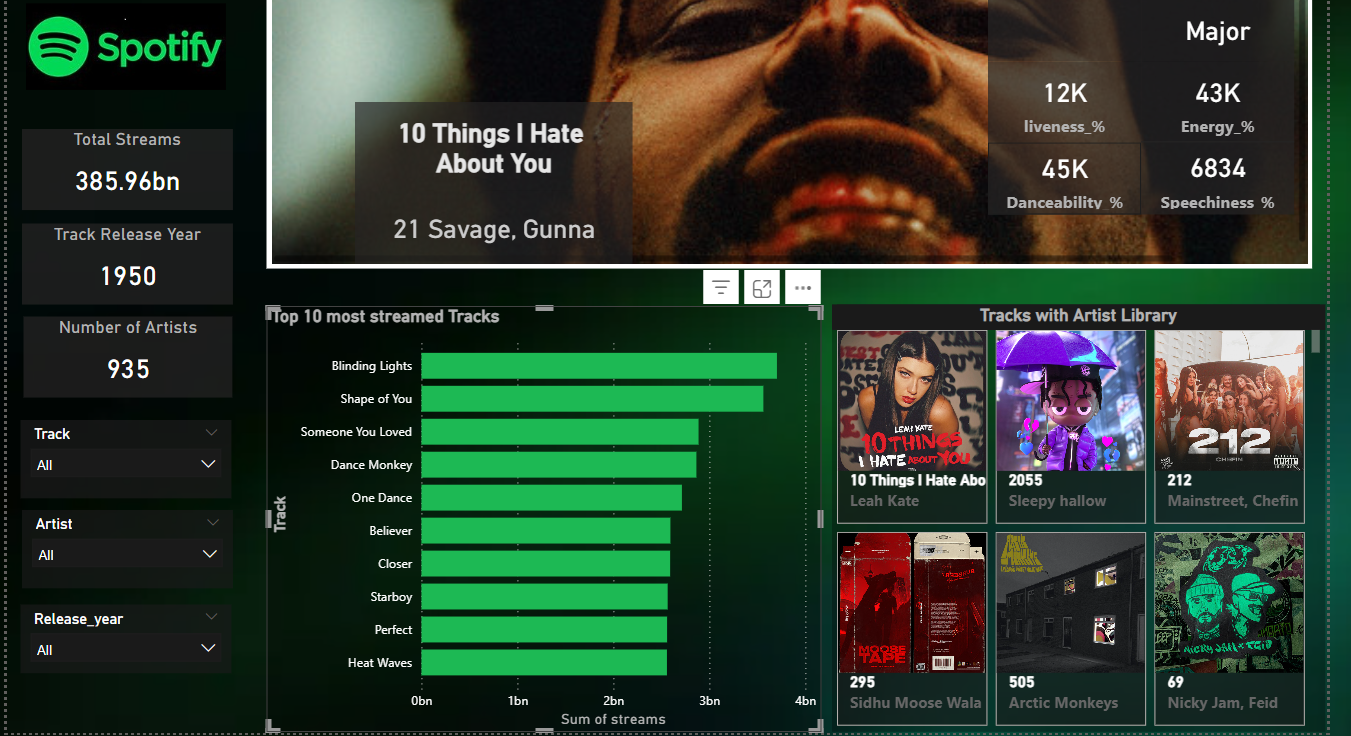 Spotify
Major
12K
liveness_%
43K
Energy_%
45K
Danceability_%
6834
Speechiness_%
10 Things I Hate
About You
21 Savage, Gunna
Total Streams
385.96bn
Track Release Year
1950
Number of Artists
935
Track
All
Artist
All
Release_year
All
Top 10 most streamed Tracks
Track
Blinding Lights
Shape of You
Someone You Loved
Dance Monkey
One Dance
Believer
Closer
Starboy
Perfect
Heat Waves
0bn
1bn
2bn
3bn
4bn
Sum of streams
Tracks with Artist Library
LEAH KATE
10 THINGS
I HATE ABOUT YOU
10 Things I Hate Abo
Leah Kate
2055
Sleepy hallow
212
CHEFIN
212
Mainstreet, Chefin
MOOSE
TAPE
295
Sidhu Moose Wala
505
Arctic Monkeys
NICKY JAM x FEID
69
Nicky Jam, Feid